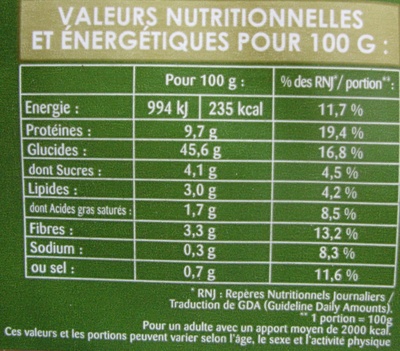 VALEURS NUTRITIONNELLES
ET ÉNERGÉTIQUES POUR 100 G :
Pour 100 g : % des RNJ*/ portion** :
Energie : 994 kJ 235 kcal 11,7 %
Protéines : 9,7 g 19,4 %
Glucides : 45,6 g 16,8 %
dont Sucres : 4,1 g 4,5 %
Lipides : 3,0 g 4,2 %
dont Acides gras saturés : 1,7 g 8,5 %
Fibres : 3,3 g 13,2 %
Sodium : 0,3 g 8,3 %
ou sel : 0,7 g 11,6 %
* RNJ : Repères Nutritionnels Journaliers /
Traduction de GDA (Guideline Daily Amounts).
** 1 portion = 100g
Pour un adulte avec un apport moyen de 2000 kcal.
Ces valeurs et les portions peuvent varier selon l'âge, le sexe et l'activité physique